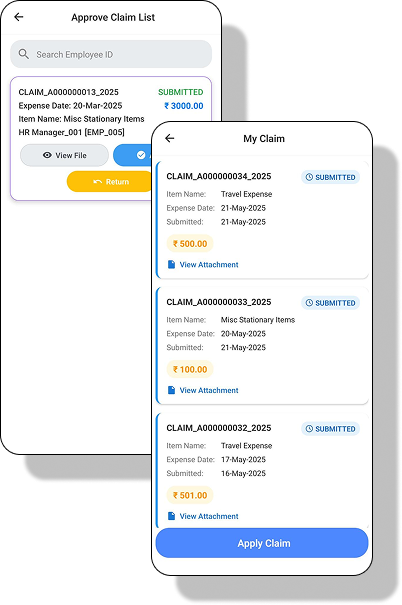 Approve Claim List
Search Employee ID
CLAIM_A000000013_2025 SUBMITTED
Expense Date: 20-Mar-2025 ₹ 3000.00
Item Name: Misc Stationary Items
HR Manager_001 [EMP_005]
View File
Return
My Claim
CLAIM_A000000034_2025 SUBMITTED
Item Name: Travel Expense
Expense Date: 21-May-2025
Submitted: 21-May-2025
₹ 500.00
View Attachment
CLAIM_A000000033_2025 SUBMITTED
Item Name: Misc Stationary Items
Expense Date: 20-May-2025
Submitted: 21-May-2025
₹ 100.00
View Attachment
CLAIM_A000000032_2025 SUBMITTED
Item Name: Travel Expense
Expense Date: 17-May-2025
Submitted: 16-May-2025
₹ 501.00
View Attachment
Apply Claim